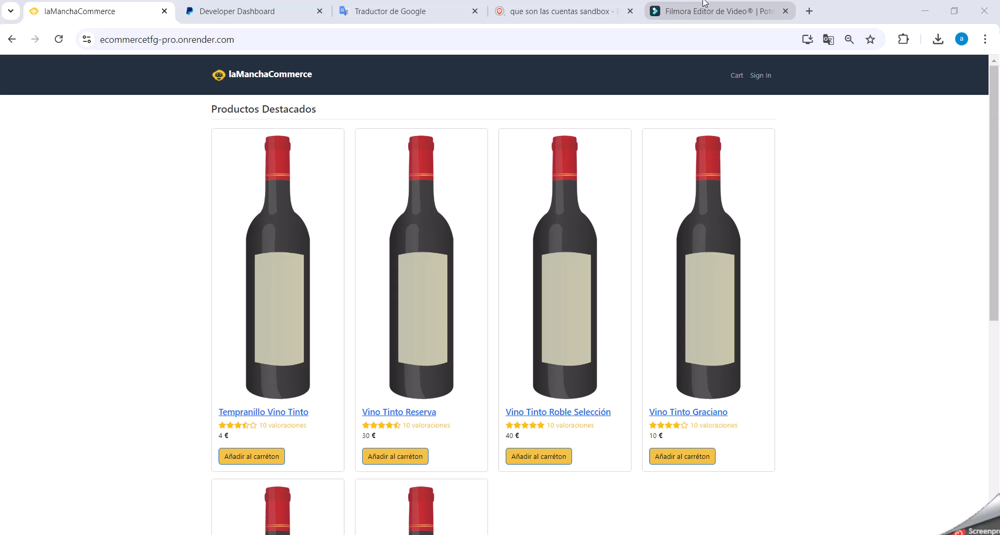 laManchaCommerce
Developer Dashboard
Traductor de Google
que son las cuentas sandbox -
Filmora Editor de Video® | Pote
ecommercetfg-pro.onrender.com
a
laManchaCommerce
Cart Sign In
Productos Destacados
Tempranillo Vino Tinto
10 valoraciones
4 €
Añadir al carréton
Vino Tinto Reserva
10 valoraciones
30 €
Añadir al carréton
Vino Tinto Roble Selección
10 valoraciones
40 €
Añadir al carréton
Vino Tinto Graciano
10 valoraciones
10 €
Añadir al carréton
Screenpr